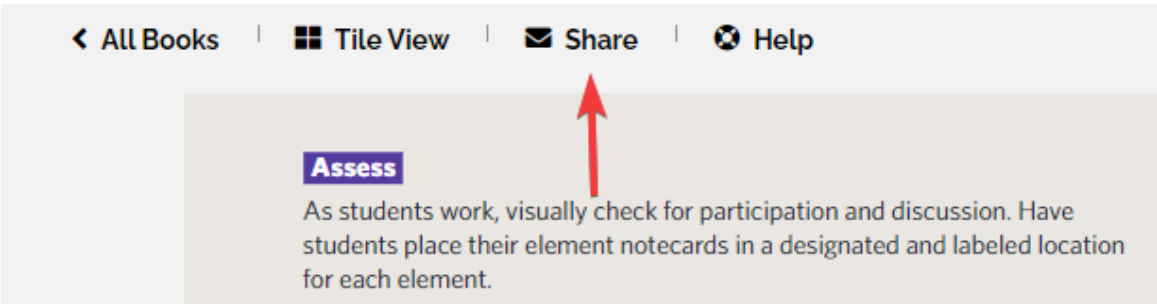 All Books | Tile View | Share | Help
Assess
As students work, visually check for participation and discussion. Have
students place their element notecards in a designated and labeled location
for each element.